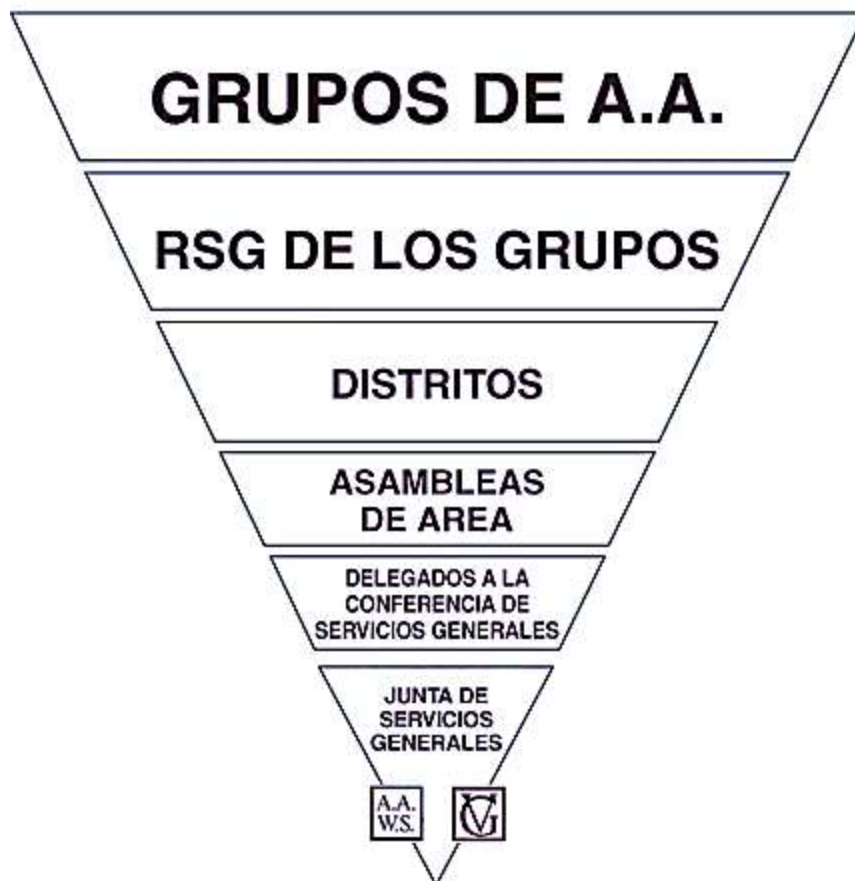 GRUPOS DE A.A.
RSG DE LOS GRUPOS
DISTRITOS
ASAMBLEAS
DE AREA
DELEGADOS A LA
CONFERENCIA DE
SERVICIOS GENERALES
JUNTA DE
SERVICIOS
GENERALES
A.A.
W.S.
GV